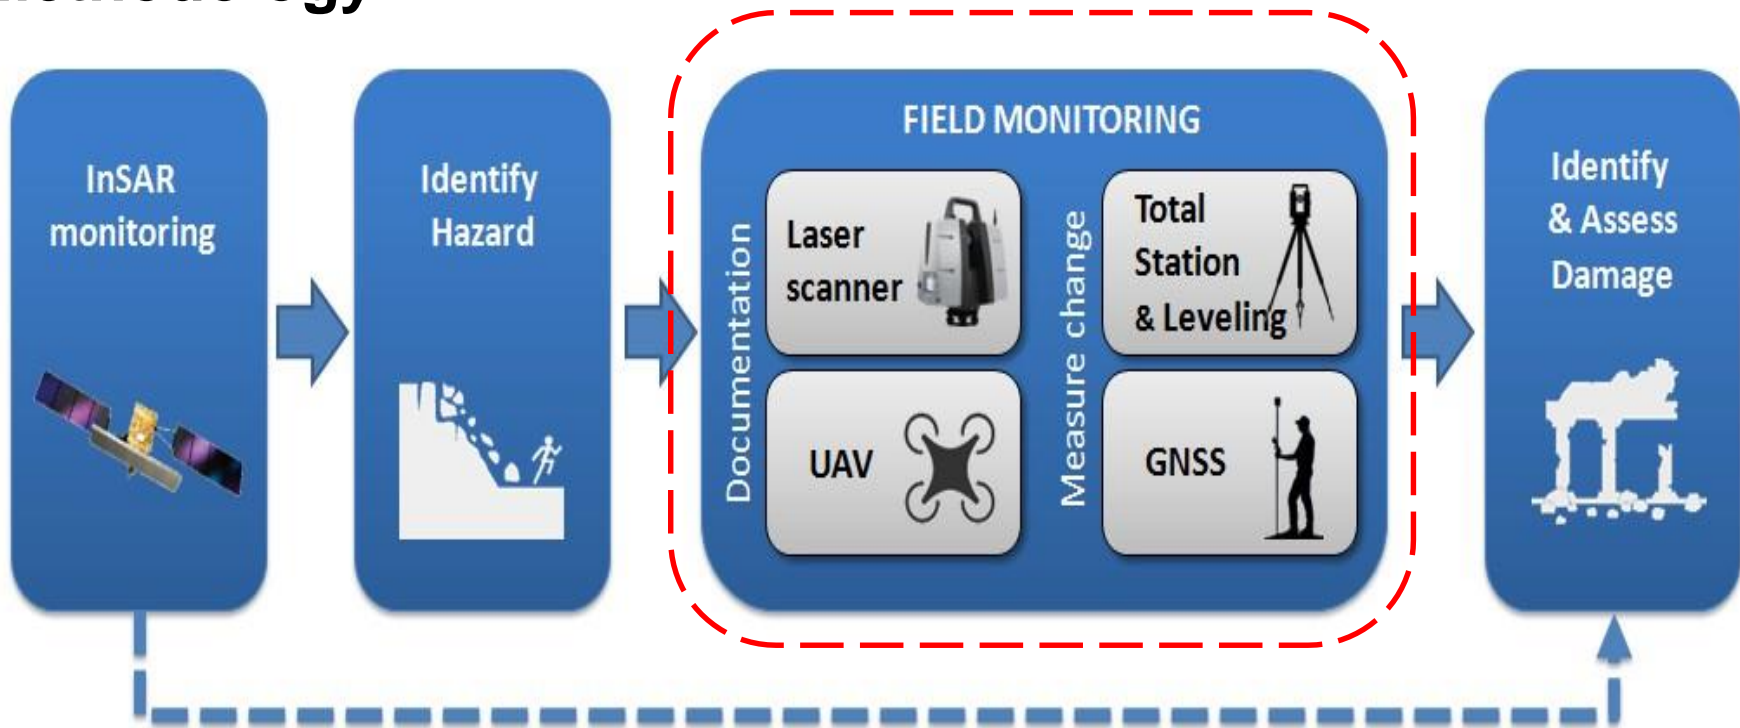 InSAR
monitoring
Identify
Hazard
FIELD MONITORING
Documentation
Laser
scanner
UAV
Measure change
Total
Station
& Leveling
GNSS
Identify
& Assess
Damage